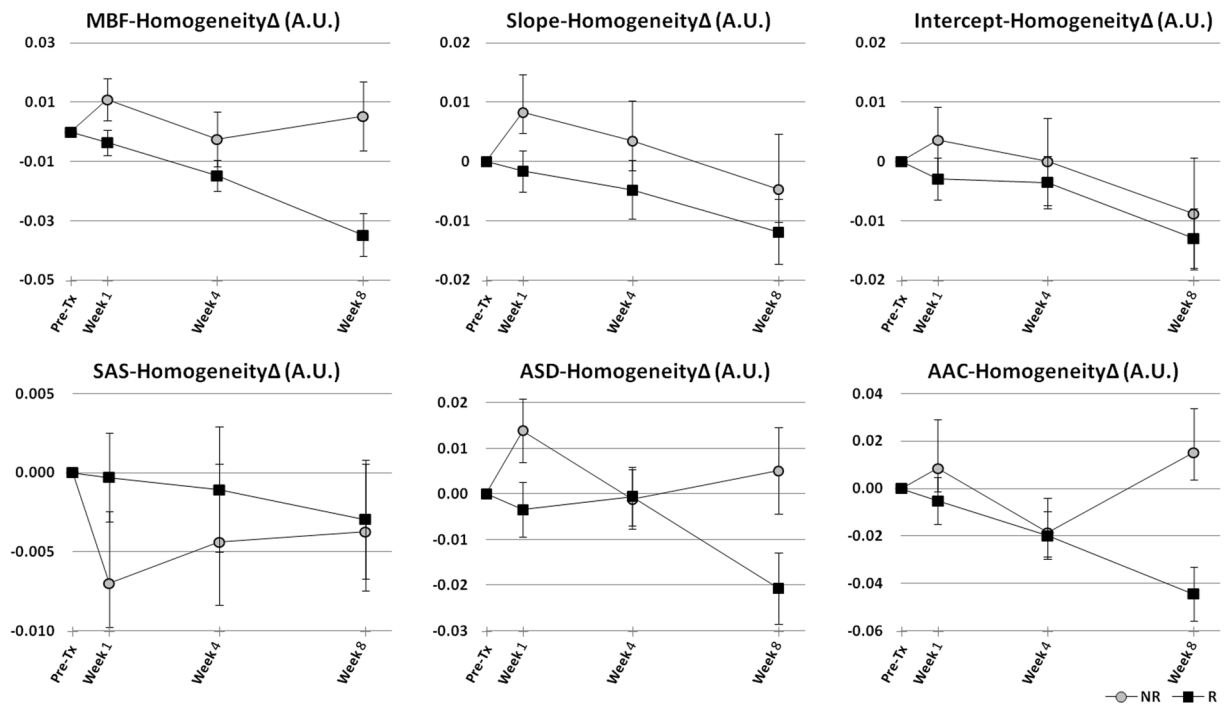 MBF-HomogeneityΔ (A.U.)
0.03
0.01
-0.01
-0.03
-0.05
Pre-Tx
Week 1
Week 4
Week 8
Slope-HomogeneityΔ (A.U.)
0.02
0.01
0
-0.01
-0.02
Pre-Tx
Week 1
Week 4
Week 8
Intercept-HomogeneityΔ (A.U.)
0.02
0.01
0
-0.01
-0.02
Pre-Tx
Week 1
Week 4
Week 8
SAS-HomogeneityΔ (A.U.)
0.005
0.000
-0.005
-0.010
Pre-Tx
Week 1
Week 4
Week 8
ASD-HomogeneityΔ (A.U.)
0.02
0.01
0.00
-0.01
-0.02
-0.03
Pre-Tx
Week 1
Week 4
Week 8
AAC-HomogeneityΔ (A.U.)
0.04
0.02
0.00
-0.02
-0.04
-0.06
Pre-Tx
Week 1
Week 4
Week 8
NR R